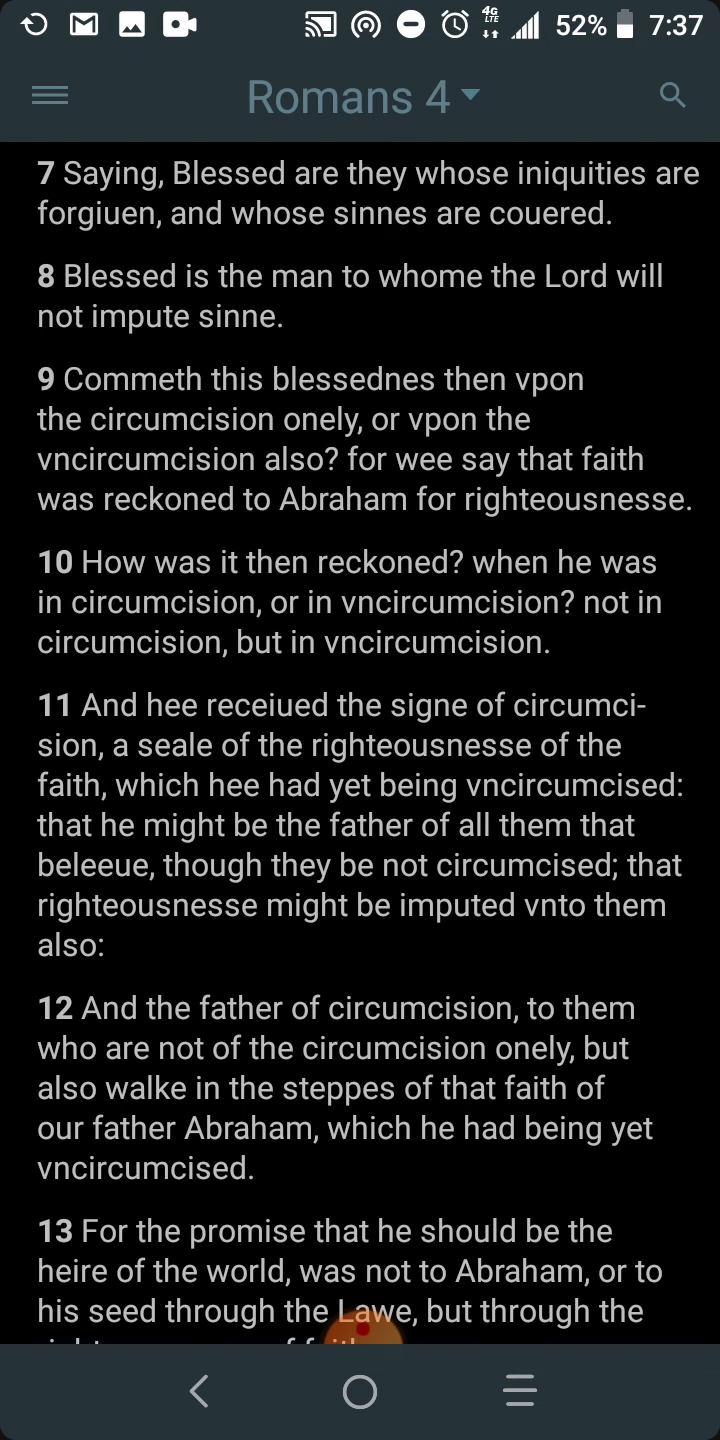 4G
LTE
52%
7:37
Romans 4
7 Saying, Blessed are they whose iniquities are
forgiuen, and whose sinnes are couered.
8 Blessed is the man to whome the Lord will
not impute sinne.
9 Commeth this blessednes then vpon
the circumcision onely, or vpon the
vncircumcision also? for wee say that faith
was reckoned to Abraham for righteousnesse.
10 How was it then reckoned? when he was
in circumcision, or in vncircumcision? not in
circumcision, but in vncircumcision.
11 And hee receiued the signe of circumci-
sion, a seale of the righteousnesse of the
faith, which hee had yet being vncircumcised:
that he might be the father of all them that
beleeue, though they be not circumcised; that
righteousnesse might be imputed vnto them
also:
12 And the father of circumcision, to them
who are not of the circumcision onely, but
also walke in the steppes of that faith of
our father Abraham, which he had being yet
vncircumcised.
13 For the promise that he should be the
heire of the world, was not to Abraham, or to
his seed through the Lawe, but through the